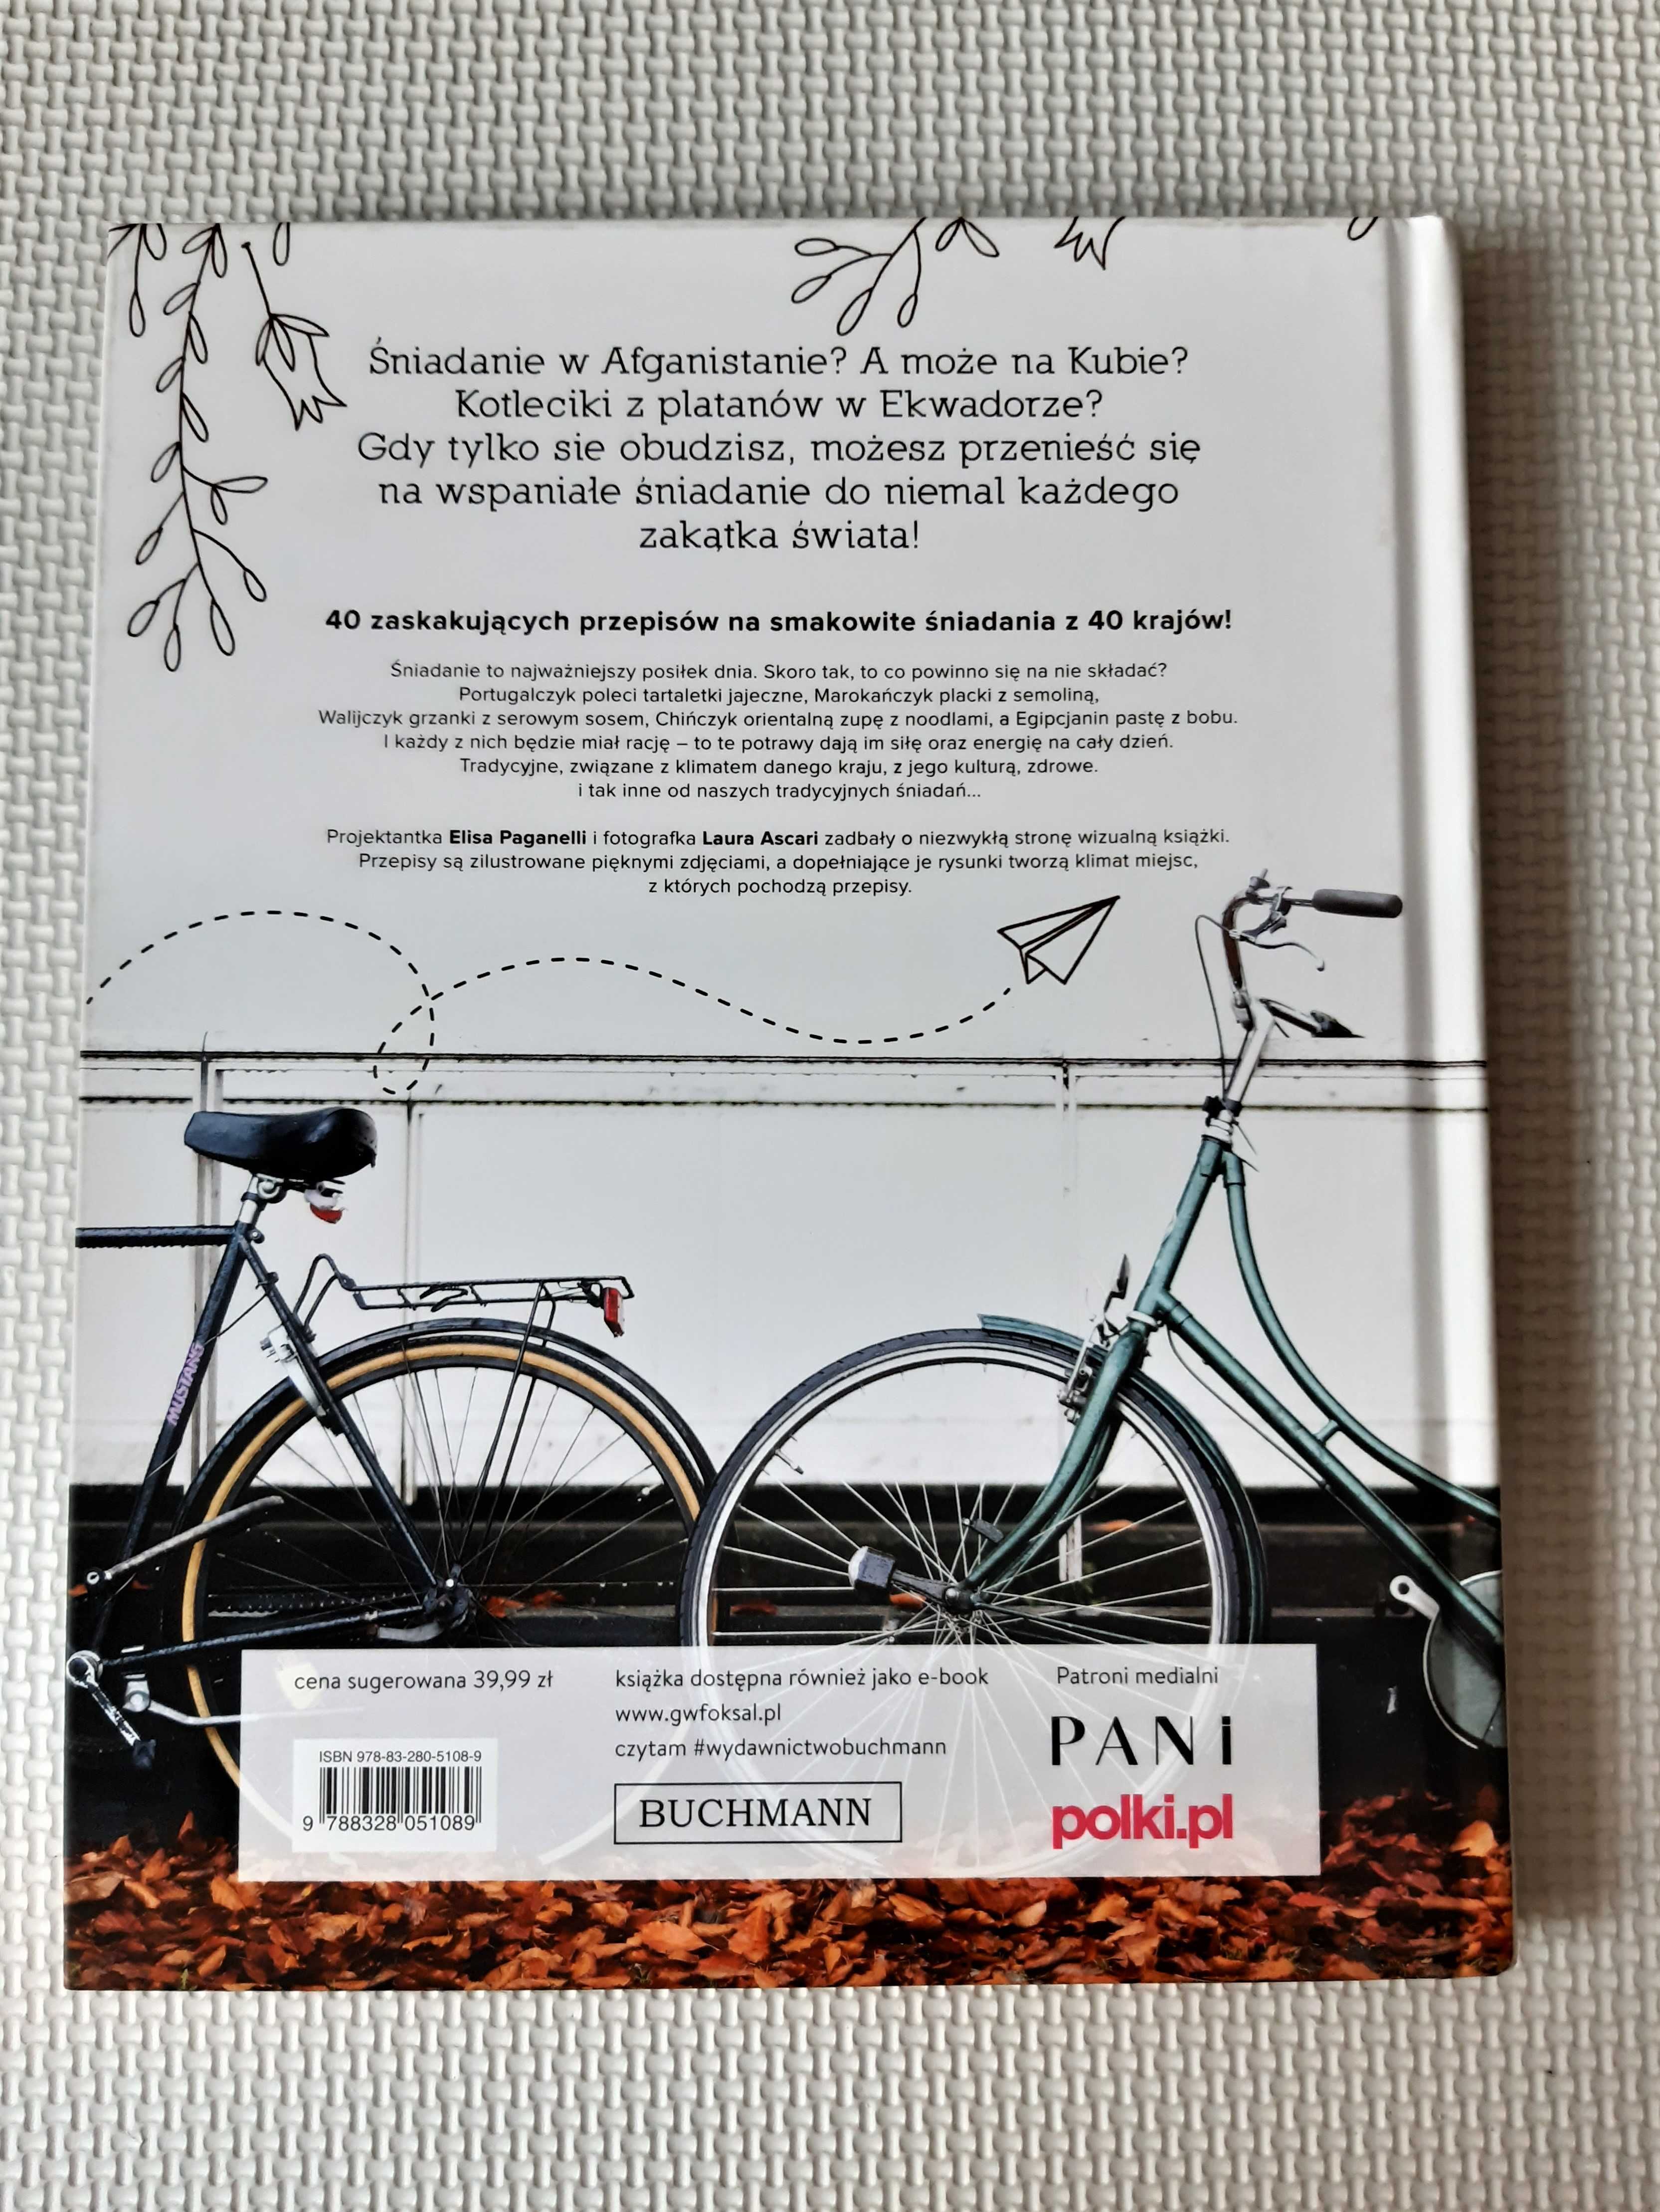 Śniadanie w Afganistanie? A może na Kubie?
Kotleciki z platanów w Ekwadorze?
Gdy tylko sie obudzisz, możesz przenieść się
na wspaniałe śniadanie do niemal każdego
zakątka świata!
40 zaskakujących przepisów na smakowite śniadania z 40 krajów!
Śniadanie to najważniejszy posiłek dnia. Skoro tak, to co powinno się na nie składać?
Portugalczyk poleci tartaletki jajeczne, Marokańczyk placki z semoliną,
Walijczyk grzanki z serowym sosem, Chińczyk orientalną zupę z noodlami, a Egipcjanin pastę z bobu.
I każdy z nich będzie miał rację – to te potrawy dają im siłę oraz energię na cały dzień.
Tradycyjne, związane z klimatem danego kraju, z jego kulturą, zdrowe.
i tak inne od naszych tradycyjnych śniadań...
Projektantka Elisa Paganelli i fotografka Laura Ascari zadbały o niezwykłą stronę wizualną książki.
Przepisy są zilustrowane pięknymi zdjęciami, a dopełniające je rysunki tworzą klimat miejsc,
z których pochodzą przepisy.
MUSTANG
cena sugerowana 39,99 zł
ISBN 978-83-280-5108-9
9 788328 051089
książka dostępna również jako e-book
www.gwfoksal.pl
czytam #wydawnictwobuchmann
BUCHMANN
Patroni medialni
PANi
polki.pl